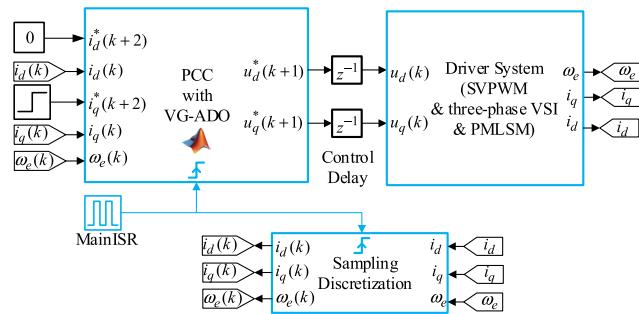 0
i_d(k)
i_q(k)
ω_e(k)
i_d^*(k+2)
i_d(k)
i_q^*(k+2)
i_q(k)
ω_e(k)
PCC
with
VG-ADO
u_d^*(k+1)
u_q^*(k+1)
z^{-1}
z^{-1}
Control
Delay
u_d(k)
u_q(k)
Driver System
(SVPWM
& three-phase VSI
& PMLSM)
ω_e
i_q
i_d
ω_e
i_q
i_d
MainISR
i_d(k)
i_q(k)
ω_e(k)
i_d(k)
i_q(k)
ω_e(k)
Sampling
Discretization
i_d
i_q
ω_e
i_d
i_q
ω_e